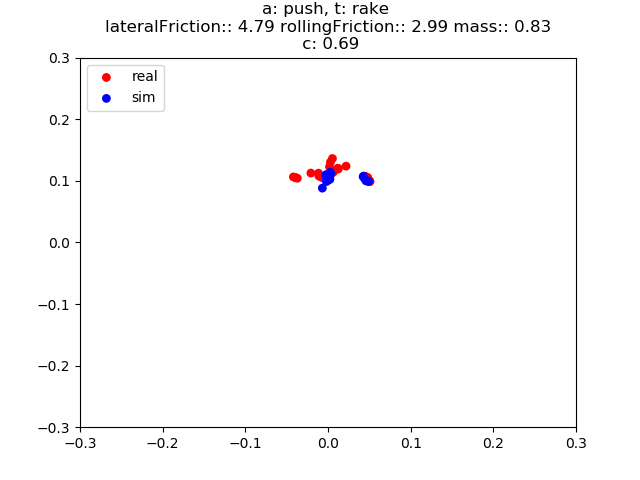 a: push, t: rake
lateralFriction:: 4.79 rollingFriction:: 2.99 mass:: 0.83
c: 0.69
real
sim
0.3
0.2
0.1
0.0
−0.1
−0.2
−0.3
−0.3 −0.2 −0.1 0.0 0.1 0.2 0.3